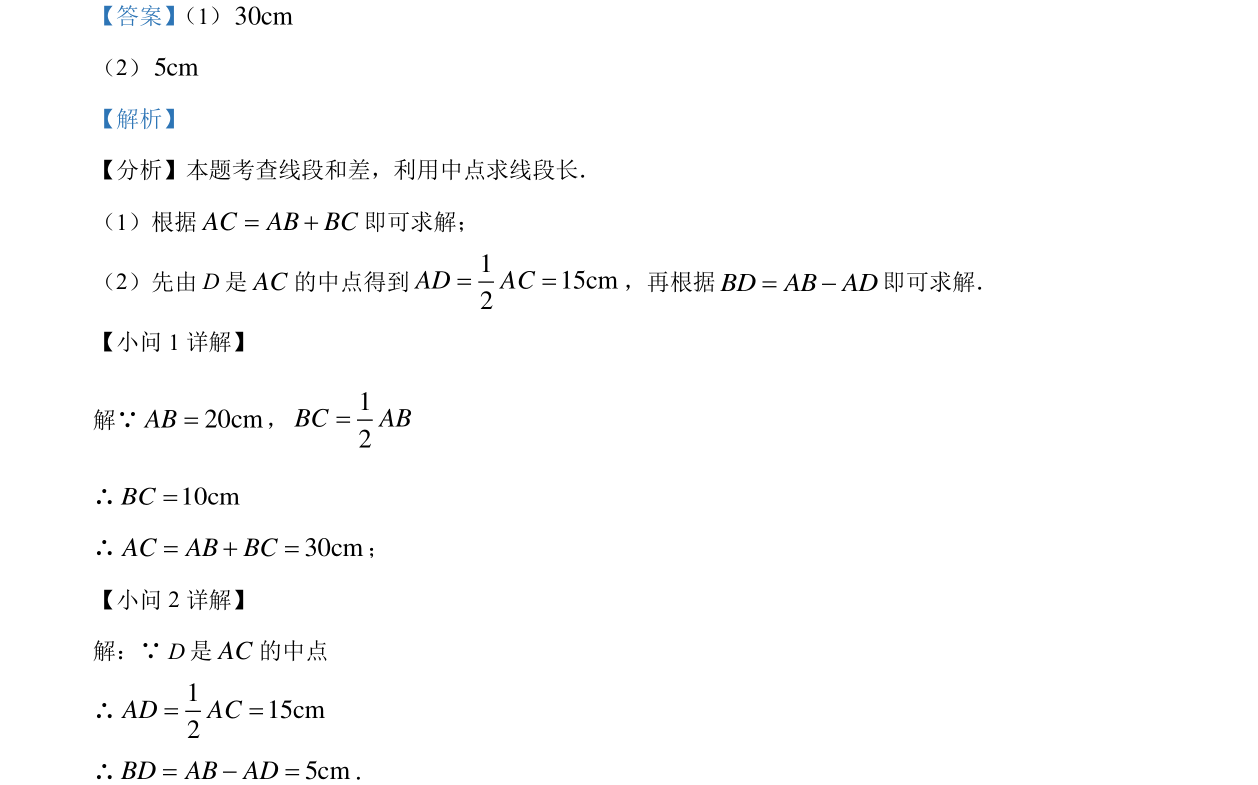 【答案】（1）30cm
（2）5cm
【解析】
【分析】本题考查线段和差，利用中点求线段长．
（1）根据 AC = AB + BC 即可求解；
（2）先由 D 是 AC 的中点得到 AD = 1/2 AC = 15cm，再根据 BD = AB − AD 即可求解．
【小问 1 详解】
解∵ AB = 20cm，BC = 1/2 AB
∴ BC = 10cm
∴ AC = AB + BC = 30cm；
【小问 2 详解】
解：∵ D 是 AC 的中点
∴ AD = 1/2 AC = 15cm
∴ BD = AB − AD = 5cm．